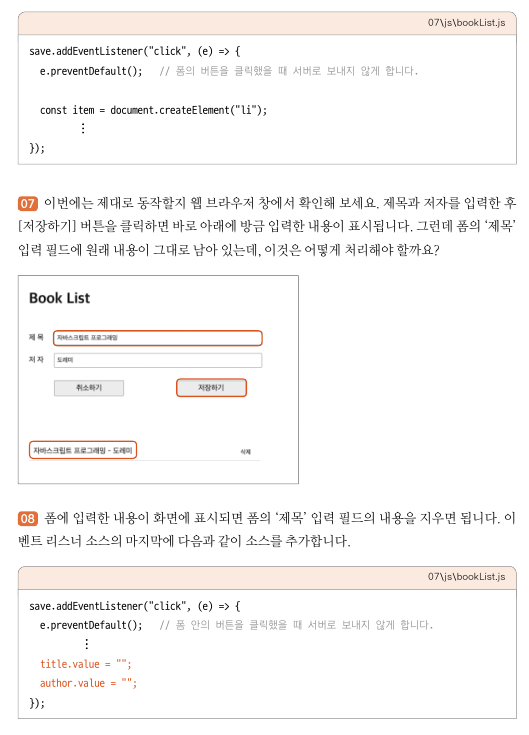 07\js\bookList.js
save.addEventListener("click", (e) => {
e.preventDefault(); // 폼의 버튼을 클릭했을 때 서버로 보내지 않게 합니다.
const item = document.createElement("li");
⋮
});
07 이번에는 제대로 동작할지 웹 브라우저 창에서 확인해 보세요. 제목과 저자를 입력한 후
[저장하기] 버튼을 클릭하면 바로 아래에 방금 입력한 내용이 표시됩니다. 그런데 폼의 ‘제목’
입력 필드에 원래 내용이 그대로 남아 있는데, 이것은 어떻게 처리해야 할까요?
Book List
제 목 자바스크립트 프로그래밍
저 자 도레미
취소하기 저장하기
자바스크립트 프로그래밍 - 도레미 삭제
08 폼에 입력한 내용이 화면에 표시되면 폼의 ‘제목’ 입력 필드의 내용을 지우면 됩니다. 이
벤트 리스너 소스의 마지막에 다음과 같이 소스를 추가합니다.
07\js\bookList.js
save.addEventListener("click", (e) => {
e.preventDefault(); // 폼 안의 버튼을 클릭했을 때 서버로 보내지 않게 합니다.
⋮
title.value = "";
author.value = "";
});